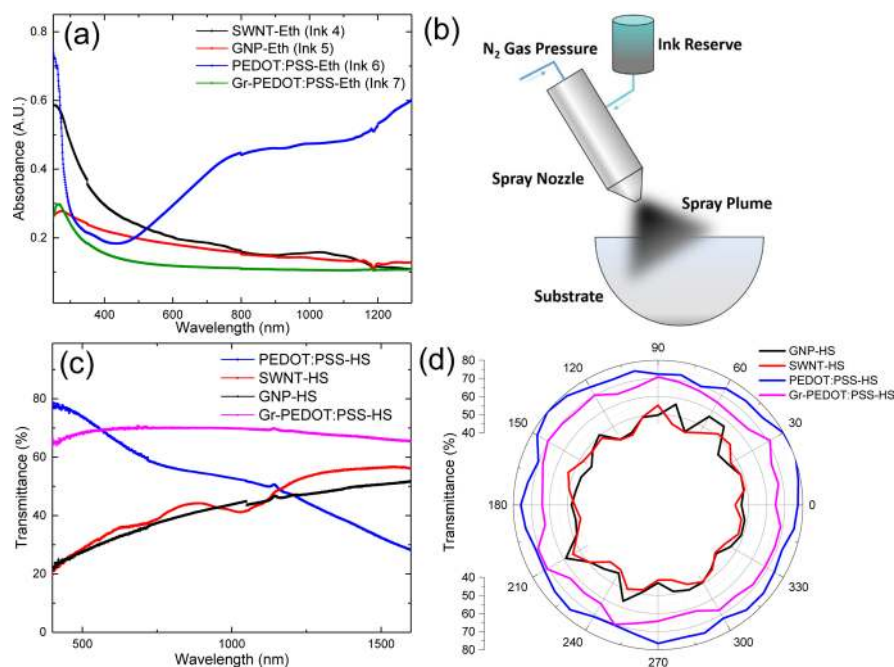 (a)
SWNT-Eth (Ink 4)
GNP-Eth (Ink 5)
PEDOT:PSS-Eth (Ink 6)
Gr-PEDOT:PSS-Eth (Ink 7)
0.8
0.6
0.4
0.2
Absorbance (A.U.)
400 600 800 1000 1200
Wavelength (nm)
(b)
N2 Gas Pressure
Ink Reserve
Spray Nozzle
Spray Plume
Substrate
(c)
PEDOT:PSS-HS
SWNT-HS
GNP-HS
Gr-PEDOT:PSS-HS
100
80
60
40
20
0
Transmittance (%)
500 1000 1500
Wavelength (nm)
(d)
GNP-HS
SWNT-HS
PEDOT:PSS-HS
Gr-PEDOT:PSS-HS
80
70
60
50
40
40
50
60
70
80
Transmittance (%)
90
60
30
0
330
300
270
240
210
180
150
120